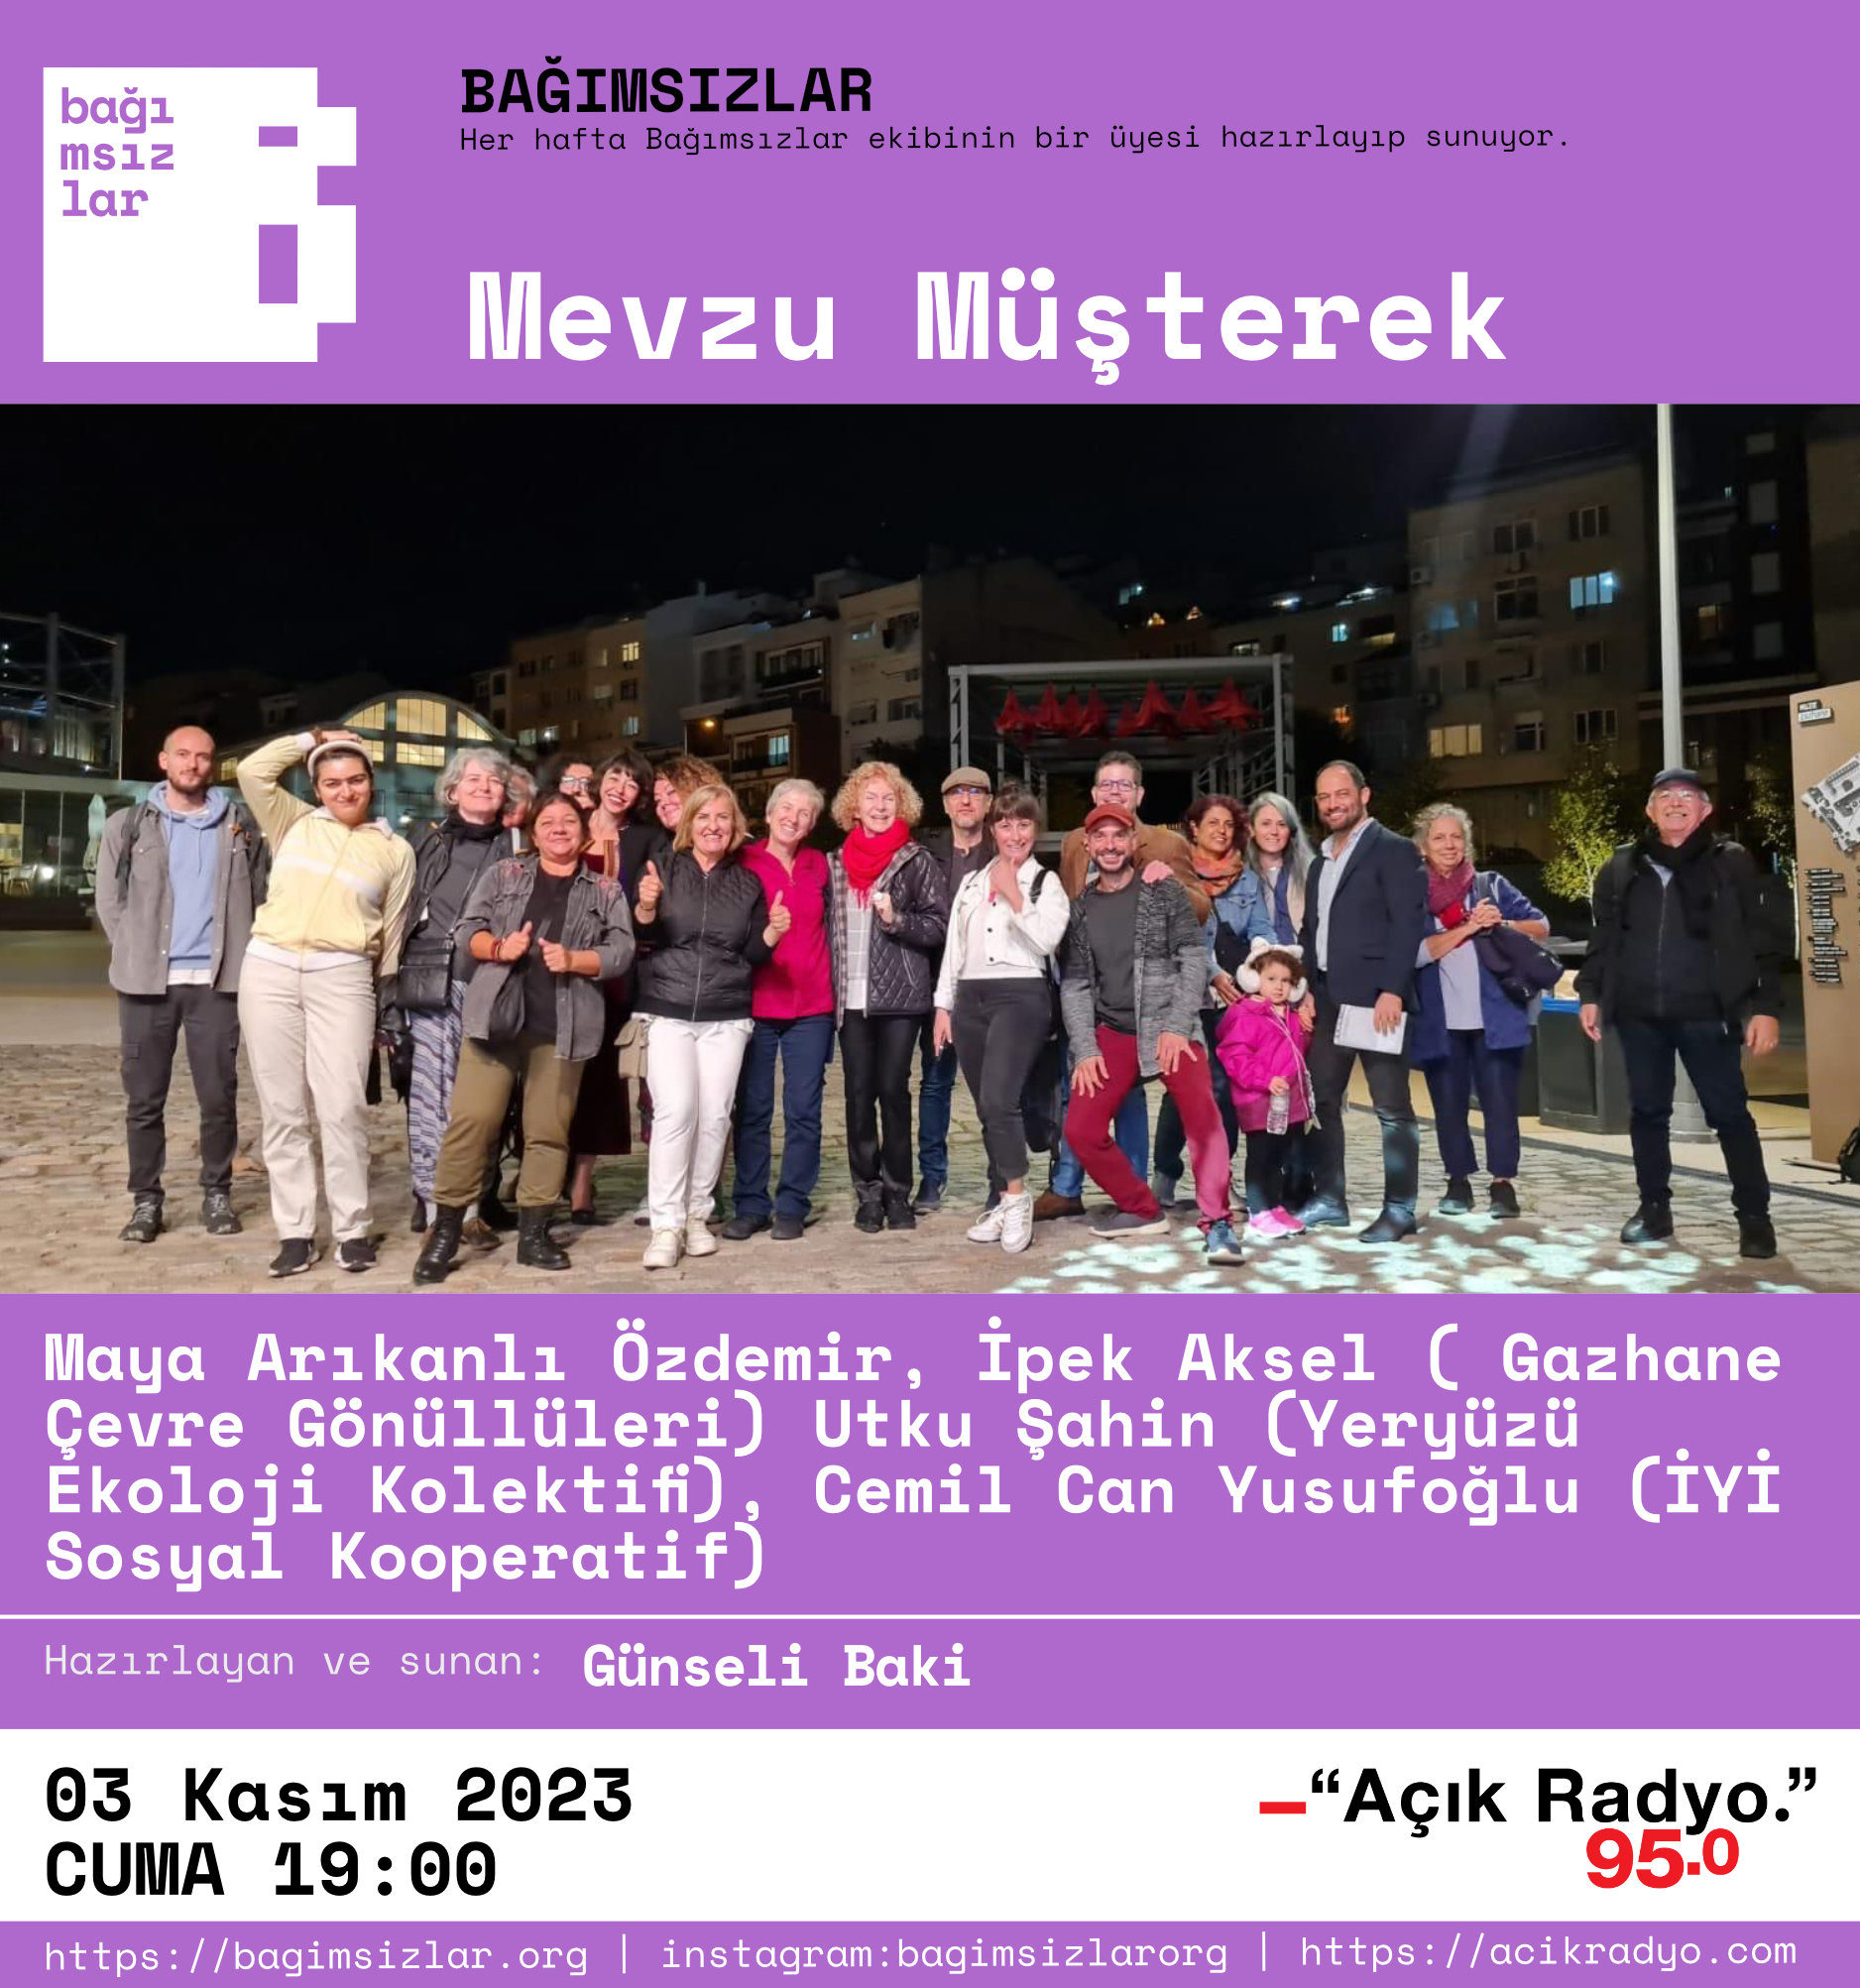 bağı
msız
lar
BAĞIMSIZLAR
Her hafta Bağımsızlar ekibinin bir üyesi hazırlayıp sunuyor.
Mevzu Müşterek
Maya Arıkanlı Özdemir, İpek Aksel ( Gazhane
Çevre Gönüllüleri) Utku Şahin (Yeryüzü
Ekoloji Kolektifi), Cemil Can Yusufoğlu (İYİ
Sosyal Kooperatif)
Hazırlayan ve sunan: Günseli Baki
03 Kasım 2023
CUMA 19:00
“Açık Radyo.”
95.0
https://bagimsizlar.org | instagram:bagimsizlarorg | https://acikradyo.com